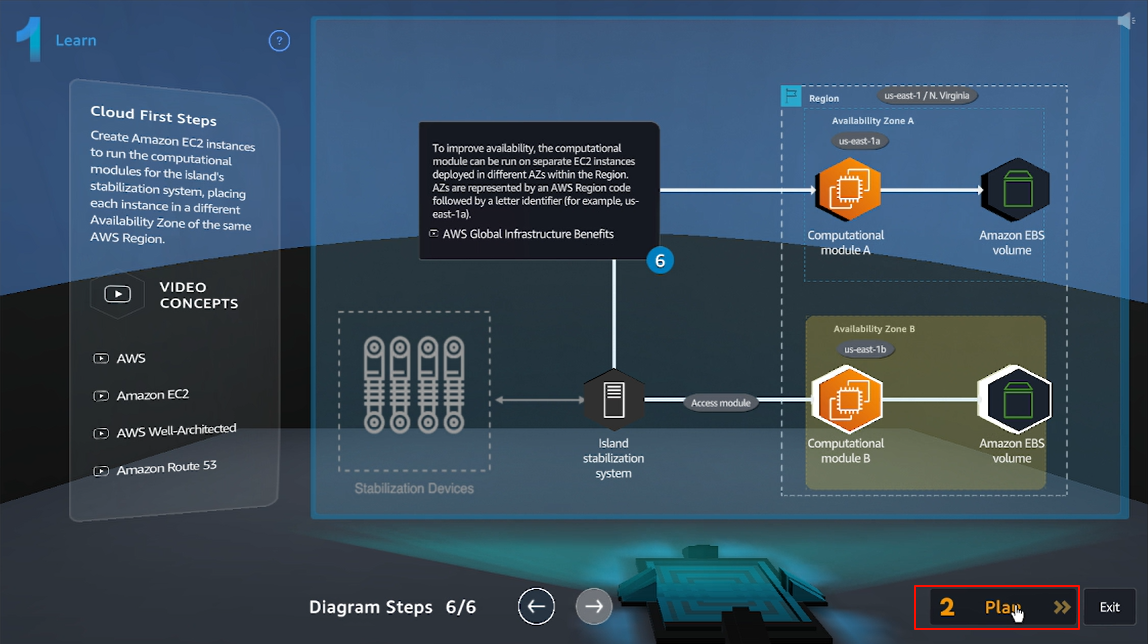 1
Learn
?
Cloud First Steps
Create Amazon EC2 instances
to run the computational
modules for the island's
stabilization system, placing
each instance in a different
Availability Zone of the same
AWS Region.
VIDEO
CONCEPTS
AWS
Amazon EC2
AWS Well-Architected
Amazon Route 53
To improve availability, the computational
module can be run on separate EC2 instances
deployed in different AZs within the Region.
AZs are represented by an AWS Region code
followed by a letter identifier (for example, us-
east-1a).
AWS Global Infrastructure Benefits
6
Region
us-east-1 / N. Virginia
Availability Zone A
us-east-1a
Computational
module A
Amazon EBS
volume
Availability Zone B
us-east-1b
Computational
module B
Amazon EBS
volume
Access module
Island
stabilization
system
Stabilization Devices
Diagram Steps 6/6
2 Plan
Exit